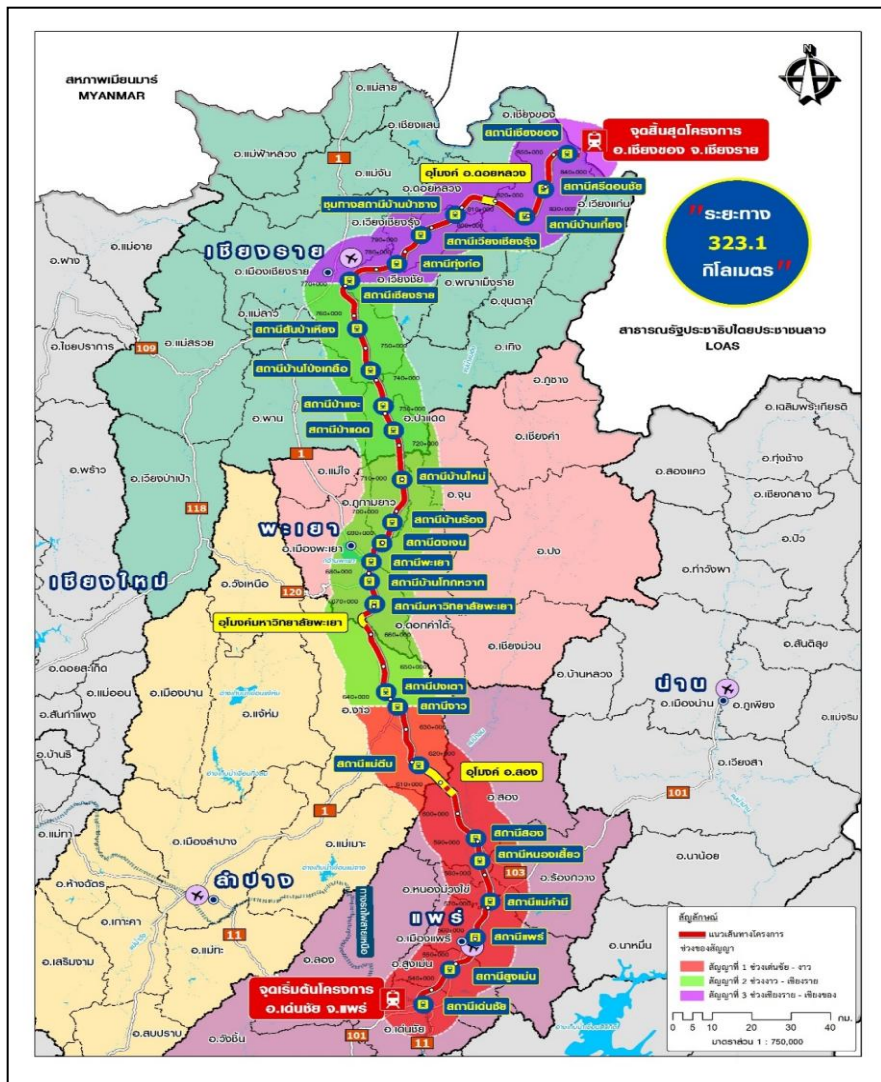 สหภาพเมียนมาร์
MYANMAR
N
อ.แม่สาย
อ.เชียงแสน
อ.แม่ฟ้าหลวง
1
อ.แม่จัน
อ.เชียงของ
สถานีเชียงของ
จุดสิ้นสุดโครงการ
อ.เชียงของ จ.เชียงราย
อุโมงค์ อ.ดอยหลวง
อ.ดอยหลวง
สถานีศรีดอนชัย
ชุมทางสถานีบ้านป่าซาง
อ.เวียงแก่น
สถานีบ้านเกี๋ยง
อ.เวียงเชียงรุ้ง
สถานีเวียงเชียงรุ้ง
"ระยะทาง
323.1
กิโลเมตร"
เชียงราย
อ.เมืองเชียงราย
สถานีทุ่งก่อ
อ.เวียงชัย
อ.พญาเม็งราย
อ.ขุนตาล
สถานีเชียงราย
อ.แม่อาย
อ.ฝาง
อ.แม่ลาว
อ.แม่สรวย
สถานีสันป่าเหียง
สาธารณรัฐประชาธิปไตยประชาชนลาว
LOAS
อ.ไชยปราการ
109
อ.เทิง
สถานีบ้านโป่งเกลือ
สถานีป่าแงะ
อ.ป่าแดด
สถานีป่าแดด
อ.ภูซาง
อ.เชียงคำ
อ.พาน
อ.เฉลิมพระเกียรติ
อ.ทุ่งช้าง
อ.สองแคว
อ.เชียงกลาง
อ.พร้าว
อ.เวียงป่าเป้า
1
อ.แม่ใจ
สถานีบ้านใหม่
อ.ภูกามยาว
อ.จุน
118
พะเยา
อ.เมืองพะเยา
สถานีบ้านร้อง
สถานีดงเจน
สถานีพะเยา
สถานีบ้านโทกหวาก
อ.ปง
อ.ปัว
อ.ท่าวังผา
เชียงใหม่
อ.วังเหนือ
120
สถานีมหาวิทยาลัยพะเยา
อุโมงค์มหาวิทยาลัยพะเยา
อ.ดอกคำใต้
อ.เชียงม่วน
อ.สันติสุข
อ.บ้านหลวง
น่าน
อ.เมืองน่าน
อ.ภูเพียง
อ.แม่จริม
อ.ดอยสะเก็ด
อ.แม่ออน
อ.สันกำแพง
อ.เมืองปาน
อ.แจ้ห่ม
สถานีปงเตา
อ.งาว
สถานีงาว
อ.บ้านธิ
อ.เวียงสา
สถานีแม่ตีบ
อุโมงค์ อ.สอง
อ.สอง
101
1
อ.แม่ทา
อ.เมืองลำปาง
อ.แม่เมาะ
สถานีสอง
สถานีหนองเสี้ยว
103
อ.ร้องกวาง
อ.นาน้อย
อ.ห้างฉัตร
ลำปาง
อ.หนองม่วงไข่
สถานีแม่คำมี
แพร่
อ.เมืองแพร่
สถานีแพร่
อ.เกาะคา
11
อ.แม่ทะ
ทางรถไฟสายเหนือ
อ.เสริมงาม
อ.ลอง
อ.สูงเม่น
สถานีสูงเม่น
อ.นาหมื่น
จุดเริ่มต้นโครงการ
อ.เด่นชัย จ.แพร่
สถานีเด่นชัย
อ.เด่นชัย
อ.สบปราบ
อ.วังชิ้น
101
11
สัญลักษณ์
แนวเส้นทางโครงการ
ช่วงของสัญญา
สัญญาที่ 1 ช่วงเด่นชัย - งาว
สัญญาที่ 2 ช่วงงาว - เชียงราย
สัญญาที่ 3 ช่วงเชียงราย - เชียงของ
0 5 10 20 30 40 กม.
มาตราส่วน 1 : 750,000